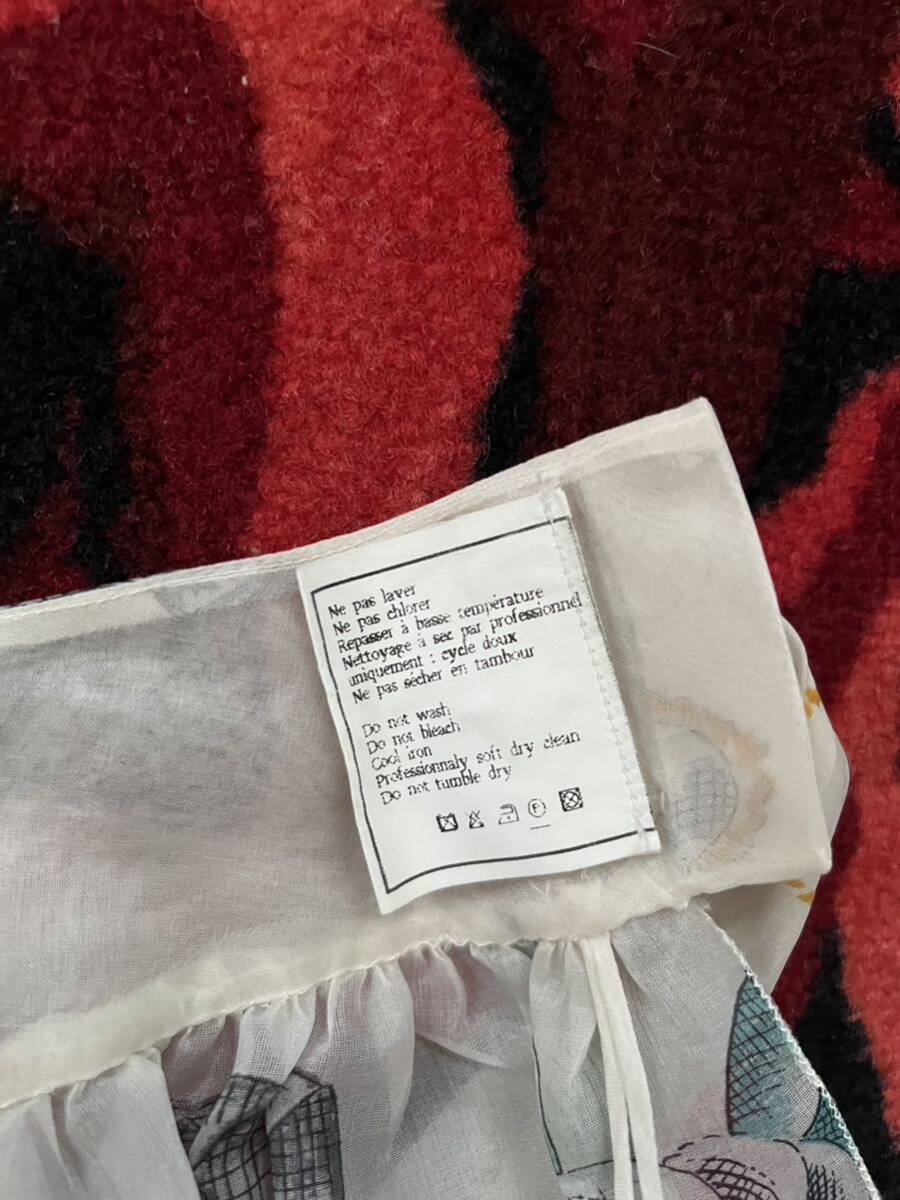 Ne pas laver
Ne pas chlorer
Repasser à basse température
Nettoyage à sec par professionnel
uniquement : cycle doux
Ne pas sécher en tambour
Do not wash
Do not bleach
Cool iron
Professionnaly soft dry clean
Do not tumble dry
P